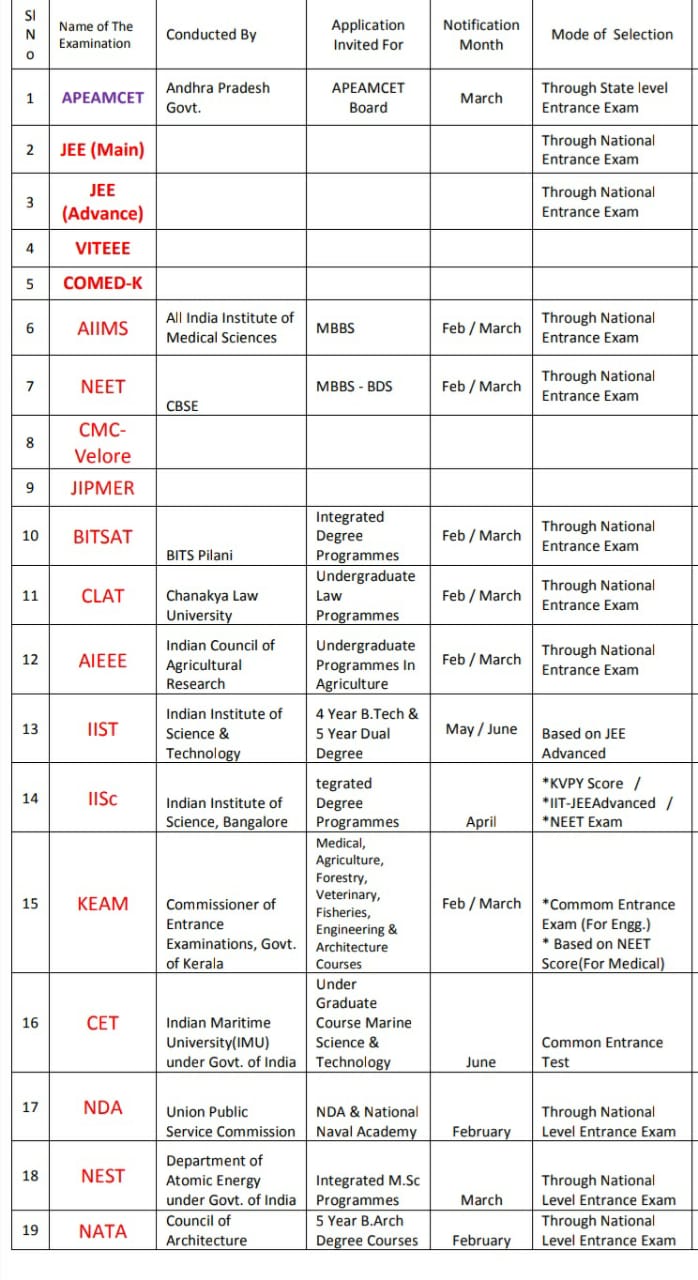 Sl
N
o
Name of The
Examination
Conducted By
Application
Invited For
Notification
Month
Mode of Selection
1
APEAMCET
Andhra Pradesh
Govt.
APEAMCET
Board
March
Through State level
Entrance Exam
2
JEE (Main)
Through National
Entrance Exam
3
JEE
(Advance)
Through National
Entrance Exam
4
VITEEE
5
COMED-K
6
AIIMS
All India Institute of
Medical Sciences
MBBS
Feb / March
Through National
Entrance Exam
7
NEET
CBSE
MBBS - BDS
Feb / March
Through National
Entrance Exam
8
CMC-
Velore
9
JIPMER
10
BITSAT
BITS Pilani
Integrated
Degree
Programmes
Feb / March
Through National
Entrance Exam
11
CLAT
Chanakya Law
University
Undergraduate
Law
Programmes
Feb / March
Through National
Entrance Exam
12
AIEEE
Indian Council of
Agricultural
Research
Undergraduate
Programmes In
Agriculture
Feb / March
Through National
Entrance Exam
13
IIST
Indian Institute of
Science &
Technology
4 Year B.Tech &
5 Year Dual
Degree
May / June
Based on JEE
Advanced
14
IISc
Indian Institute of
Science, Bangalore
tegrated
Degree
Programmes
April
*KVPY Score /
*IIT-JEEAdvanced /
*NEET Exam
15
KEAM
Commissioner of
Entrance
Examinations, Govt.
of Kerala
Medical,
Agriculture,
Forestry,
Veterinary,
Fisheries,
Engineering &
Architecture
Courses
Feb / March
*Commom Entrance
Exam (For Engg.)
* Based on NEET
Score(For Medical)
16
CET
Indian Maritime
University(IMU)
under Govt. of India
Under
Graduate
Course Marine
Science &
Technology
June
Common Entrance
Test
17
NDA
Union Public
Service Commission
NDA & National
Naval Academy
February
Through National
Level Entrance Exam
18
NEST
Department of
Atomic Energy
under Govt. of India
Integrated M.Sc
Programmes
March
Through National
Level Entrance Exam
19
NATA
Council of
Architecture
5 Year B.Arch
Degree Courses
February
Through National
Level Entrance Exam